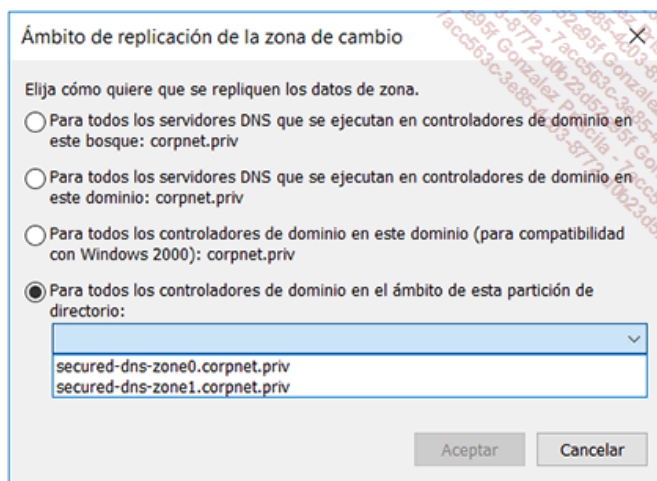 Ámbito de replicación de la zona de cambio
Elija cómo quiere que se repliquen los datos de zona.
Para todos los servidores DNS que se ejecutan en controladores de dominio en
este bosque: corpnet.priv
Para todos los servidores DNS que se ejecutan en controladores de dominio en
este dominio: corpnet.priv
Para todos los controladores de dominio en este dominio (para compatibilidad
con Windows 2000): corpnet.priv
Para todos los controladores de dominio en el ámbito de esta partición de
directorio:
secured-dns-zone0.corpnet.priv
secured-dns-zone1.corpnet.priv
Aceptar
Cancelar